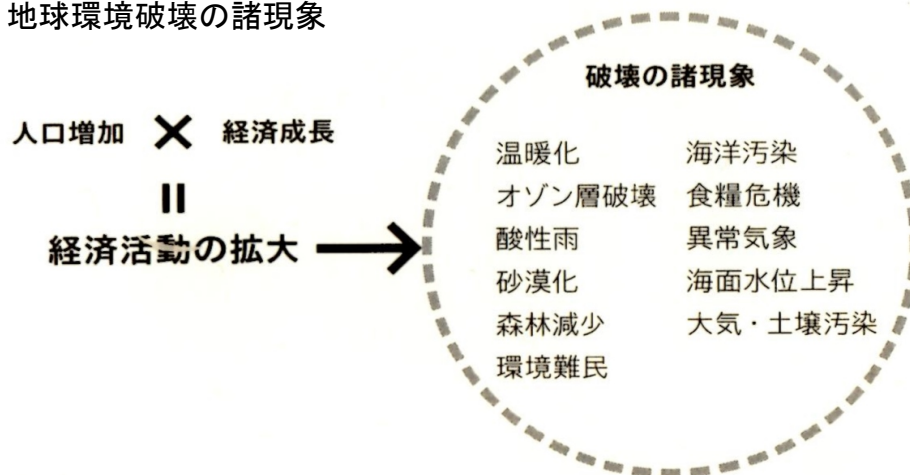 地球環境破壊の諸現象
人口増加 × 経済成長
=
経済活動の拡大 →
破壊の諸現象
温暖化
オゾン層破壊
酸性雨
砂漠化
森林減少
環境難民
海洋汚染
食糧危機
異常気象
海面水位上昇
大気・土壌汚染